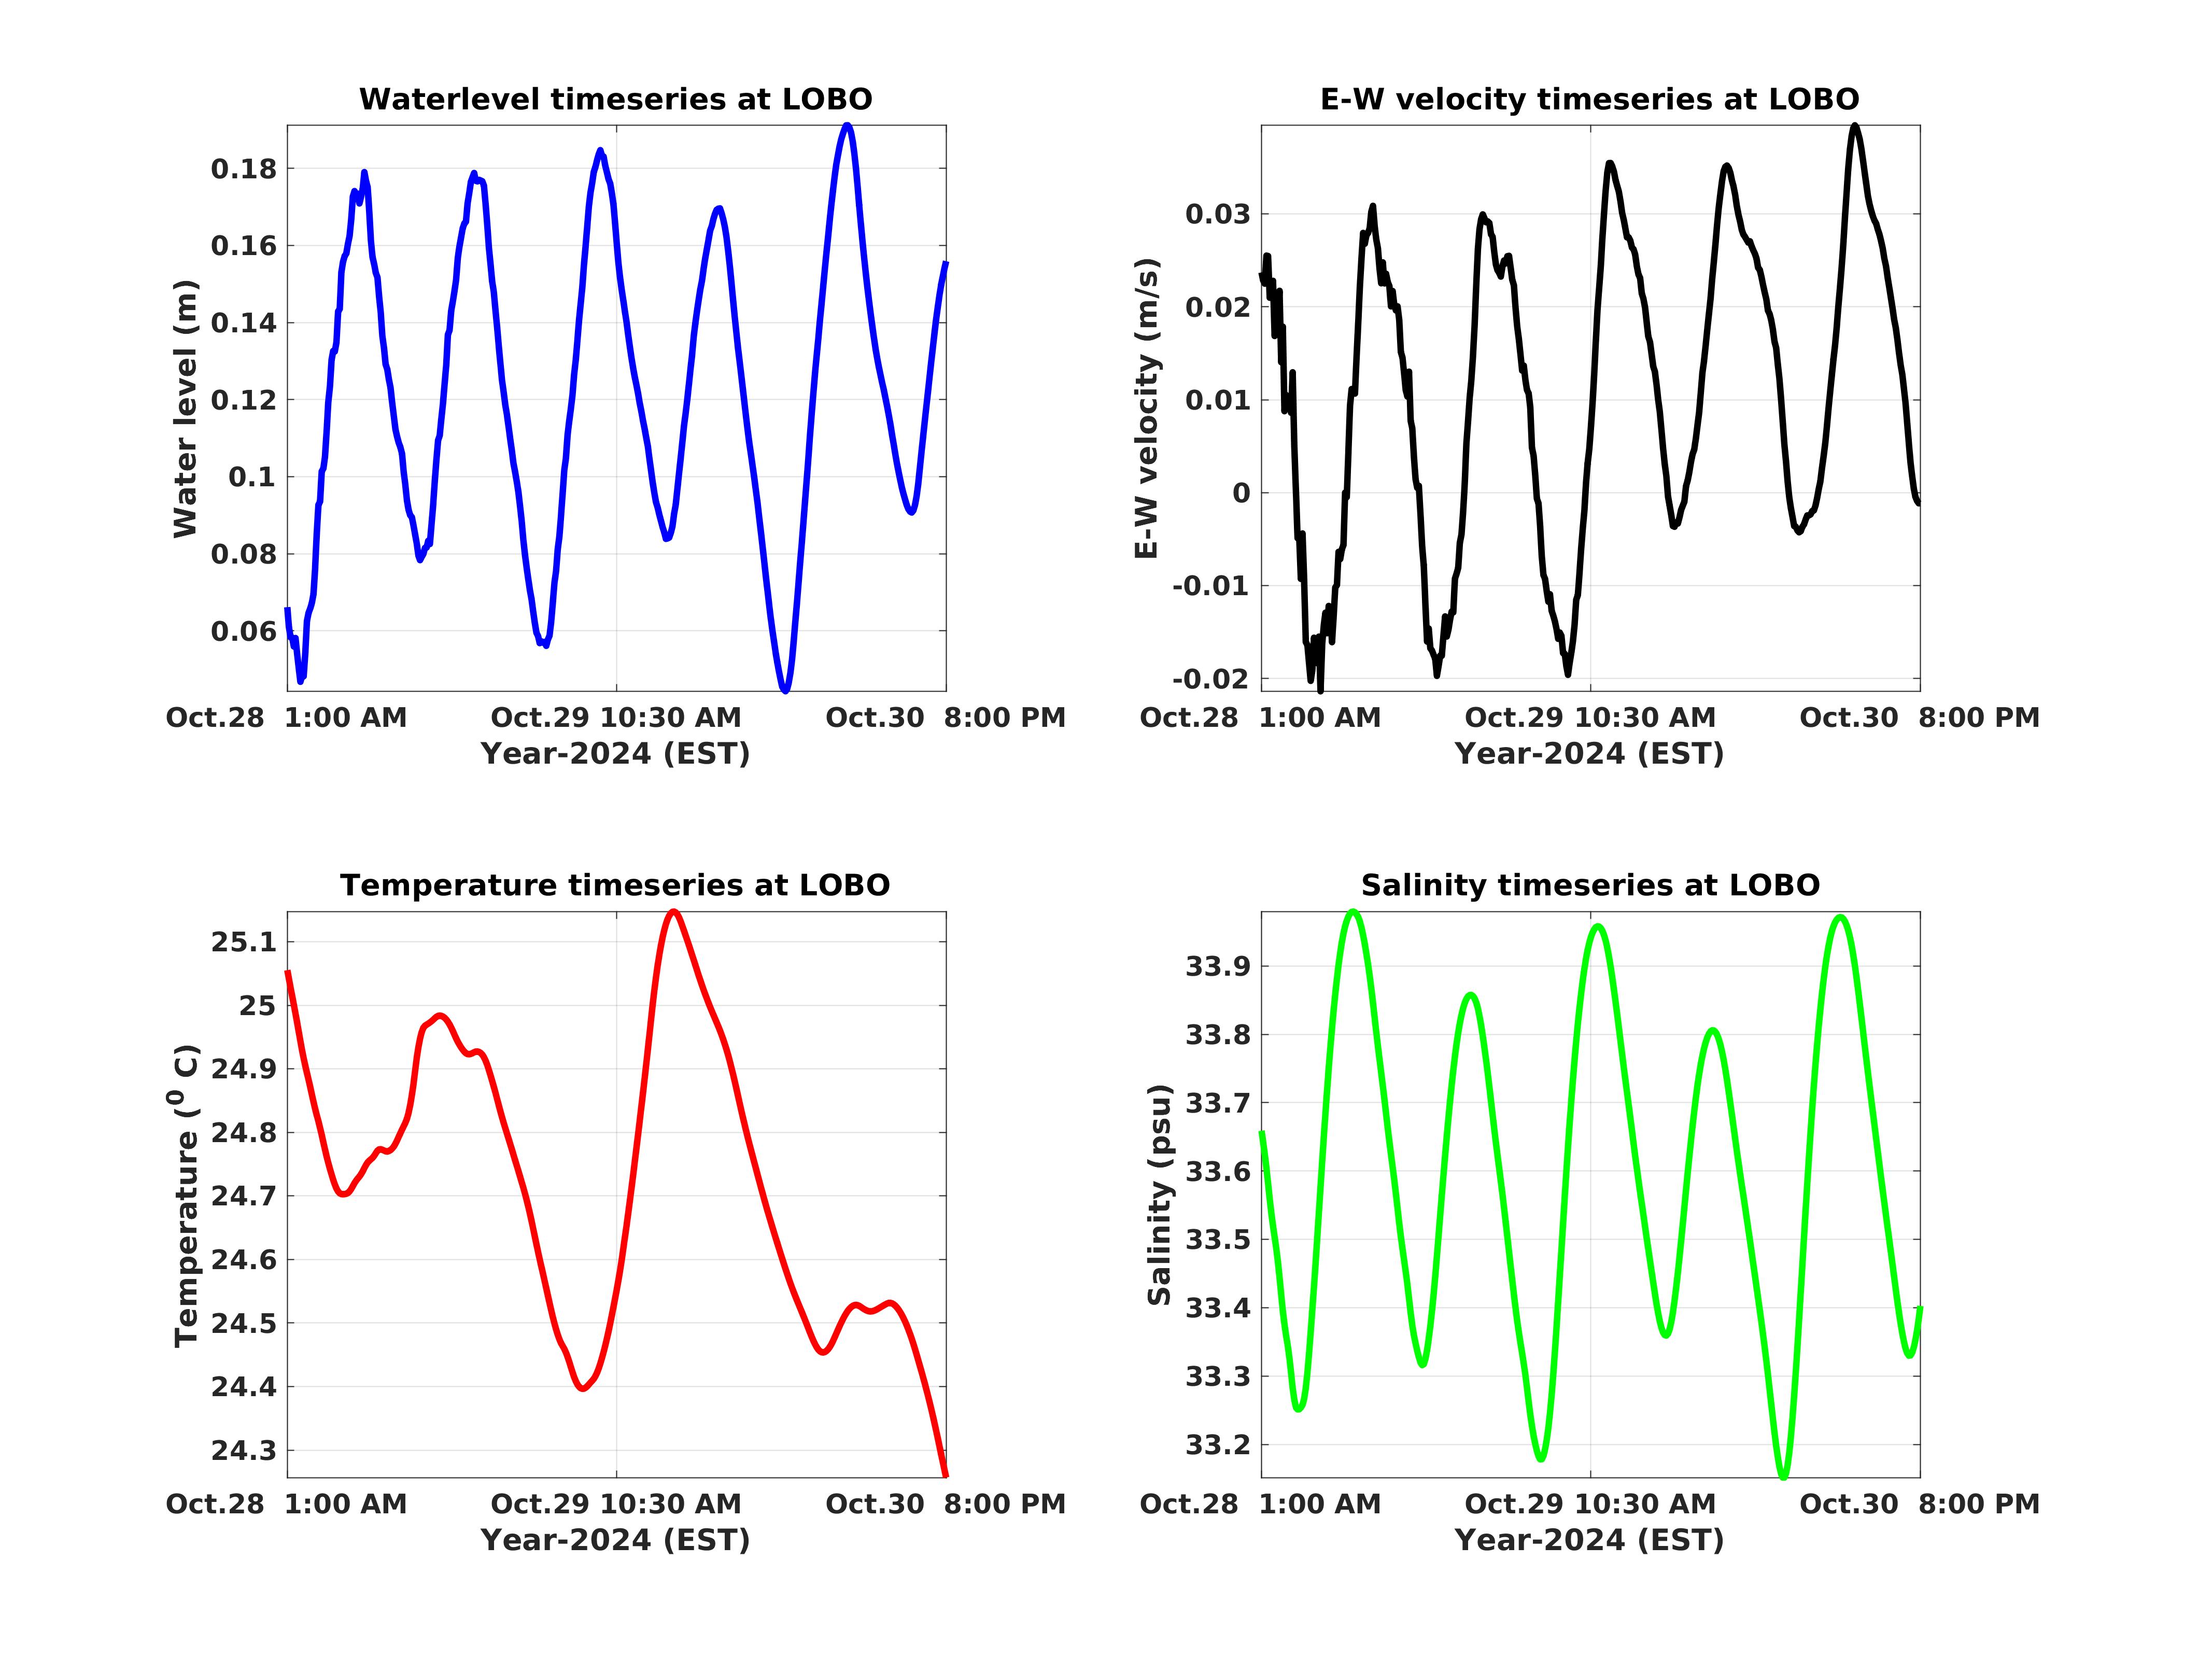 Waterlevel timeseries at LOBO
Water level (m)
0.18
0.16
0.14
0.12
0.1
0.08
0.06
Oct.28 1:00 AM Oct.29 10:30 AM Oct.30 8:00 PM
Year-2024 (EST)
E-W velocity timeseries at LOBO
E-W velocity (m/s)
0.03
0.02
0.01
0
-0.01
-0.02
Oct.28 1:00 AM Oct.29 10:30 AM Oct.30 8:00 PM
Year-2024 (EST)
Temperature timeseries at LOBO
Temperature (⁰ C)
25.1
25
24.9
24.8
24.7
24.6
24.5
24.4
24.3
Oct.28 1:00 AM Oct.29 10:30 AM Oct.30 8:00 PM
Year-2024 (EST)
Salinity timeseries at LOBO
Salinity (psu)
33.9
33.8
33.7
33.6
33.5
33.4
33.3
33.2
Oct.28 1:00 AM Oct.29 10:30 AM Oct.30 8:00 PM
Year-2024 (EST)